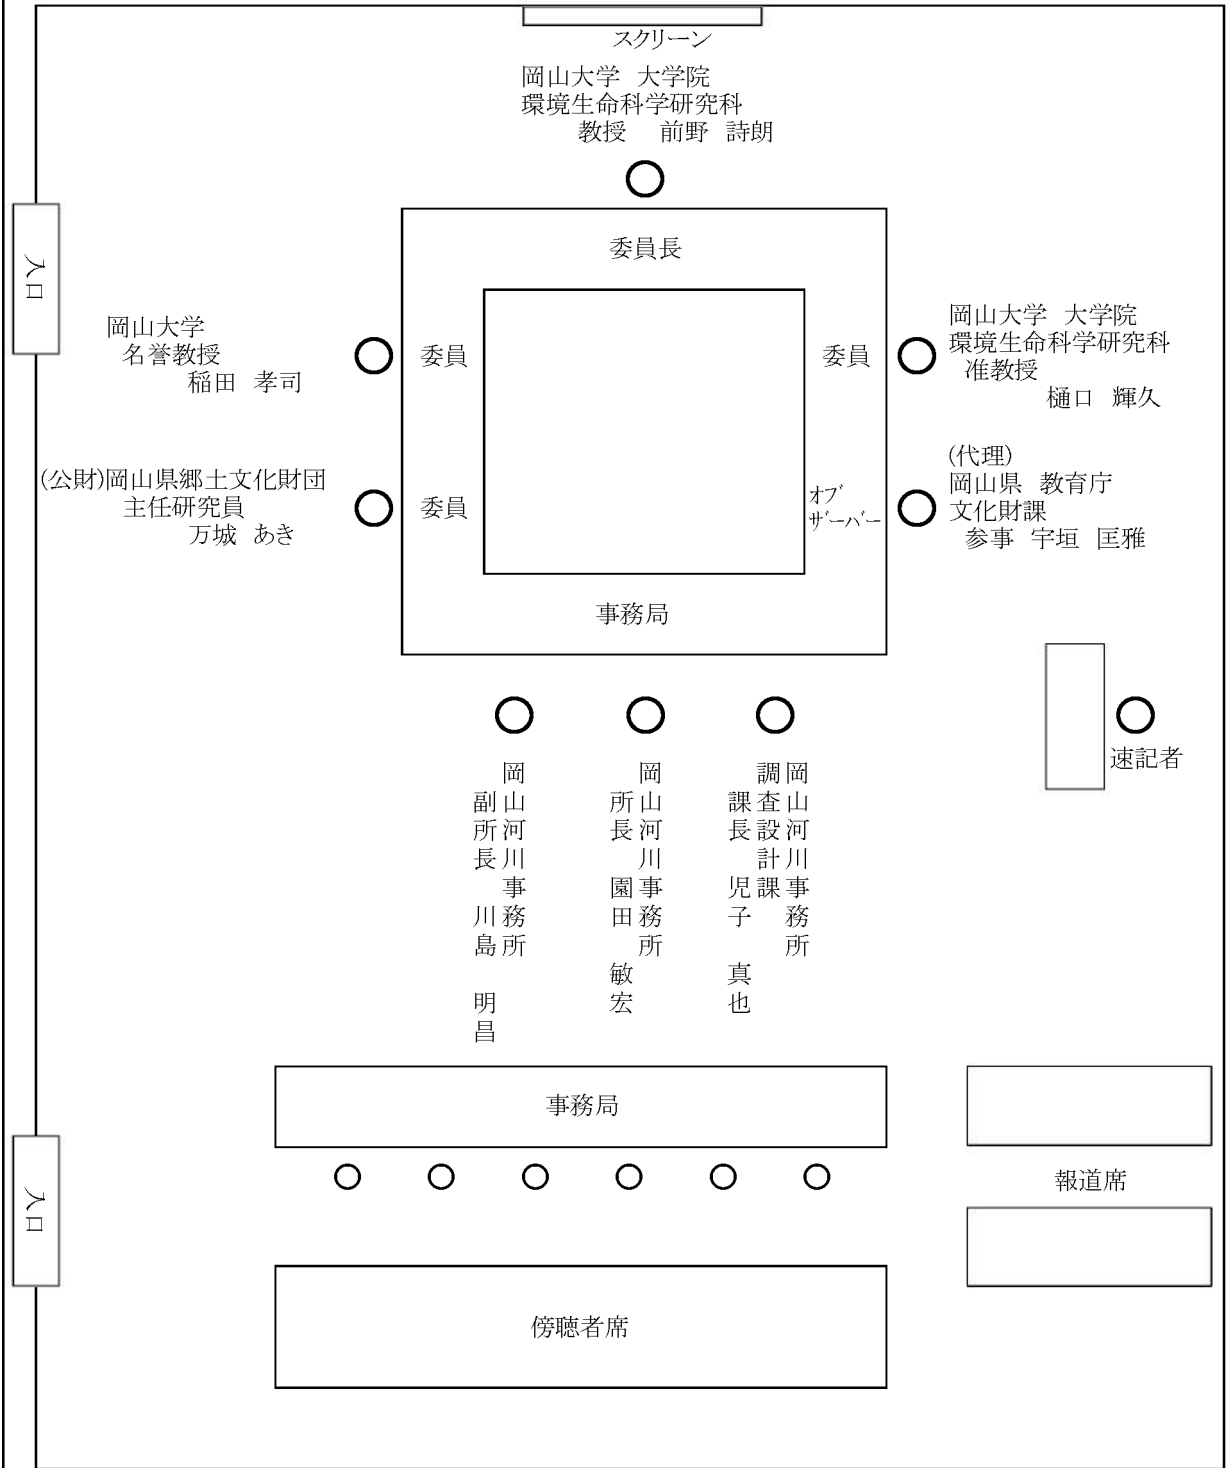 スクリーン
岡山大学 大学院
環境生命科学研究科
教授 前野 詩朗
委員長
入口
岡山大学
名誉教授
稲田 孝司
委員
委員
岡山大学 大学院
環境生命科学研究科
准教授
樋口 輝久
(公財)岡山県郷土文化財団
主任研究員
万城 あき
委員
オブ
ザーバー
(代理)
岡山県 教育庁
文化財課
参事 宇垣 匡雅
事務局
速記者
岡山河川事務所
調査設計課
課長 児子 真也
岡山河川事務所
所長 園田 敏宏
岡山河川事務所
副所長 川島 明昌
事務局
入口
報道席
傍聴者席